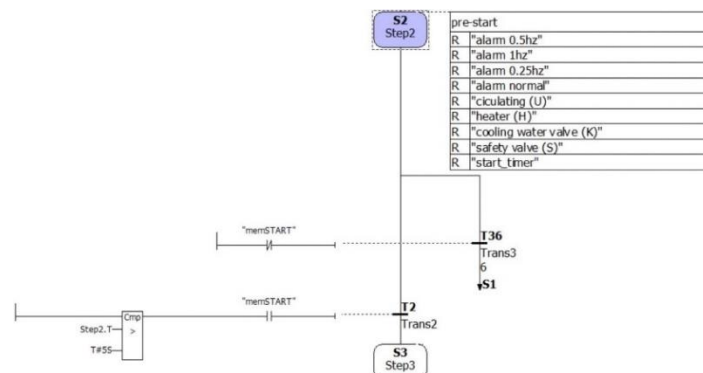 S2
Step2
pre-start
R "alarm 0.5hz"
R "alarm 1hz"
R "alarm 0.25hz"
R "alarm normal"
R "ciculating (U)"
R "heater (H)"
R "cooling water valve (K)"
R "safety valve (S)"
R "start_timer"
"memSTART"
T36
Trans3
6
S1
"memSTART"
Cmp
>
Step2.T
T#5S
T2
Trans2
S3
Step3